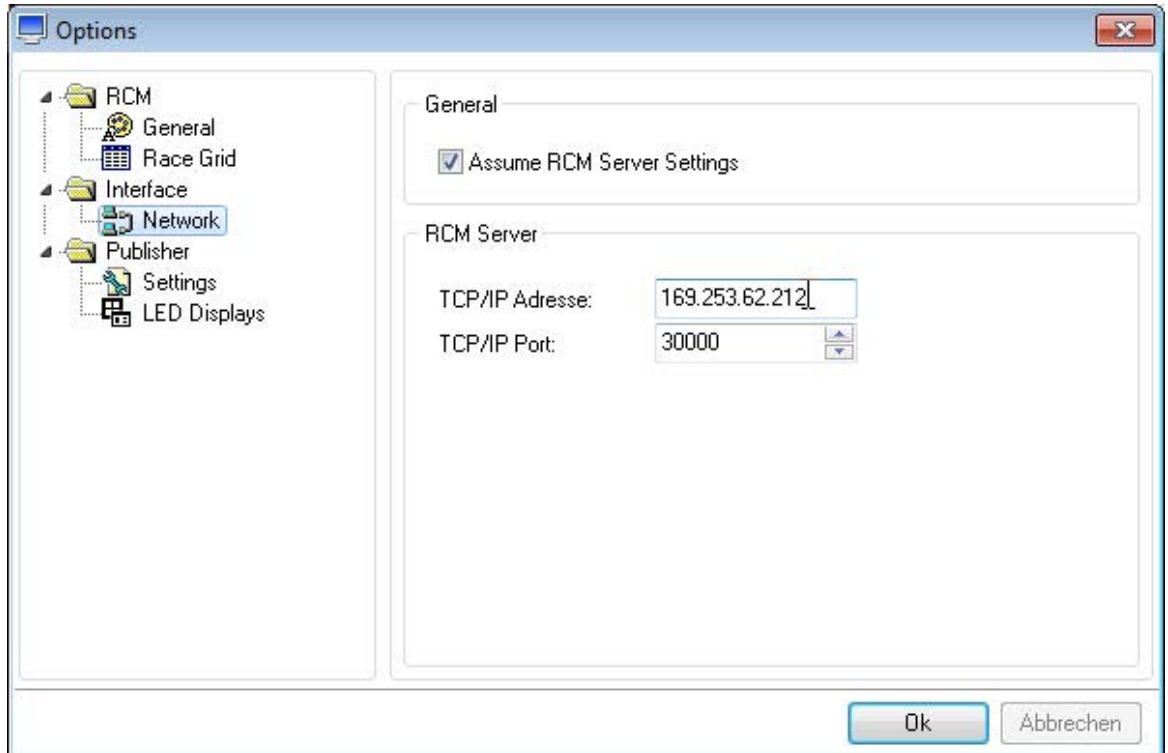 Options
RCM
General
Race Grid
Interface
Network
Publisher
Settings
LED Displays
General
Assume RCM Server Settings
RCM Server
TCP/IP Adresse: 169.253.62.212
TCP/IP Port: 30000
Ok Abbrechen